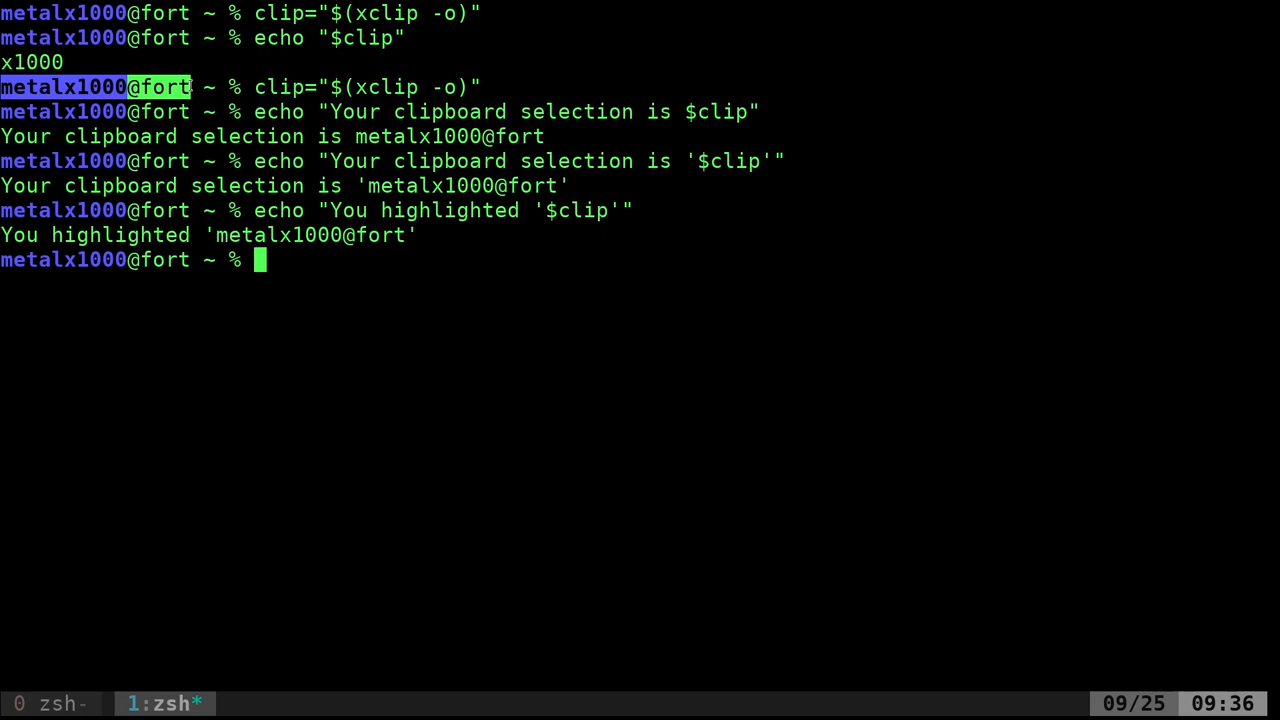 metalx1000@fort ~ % clip="$(xclip -o)"
metalx1000@fort ~ % echo "$clip"
x1000
metalx1000@fort ~ % clip="$(xclip -o)"
metalx1000@fort ~ % echo "Your clipboard selection is $clip"
Your clipboard selection is metalx1000@fort
metalx1000@fort ~ % echo "Your clipboard selection is '$clip'"
Your clipboard selection is 'metalx1000@fort'
metalx1000@fort ~ % echo "You highlighted '$clip'"
You highlighted 'metalx1000@fort'
metalx1000@fort ~ %
0 zsh- 1:zsh* 09/25 09:36